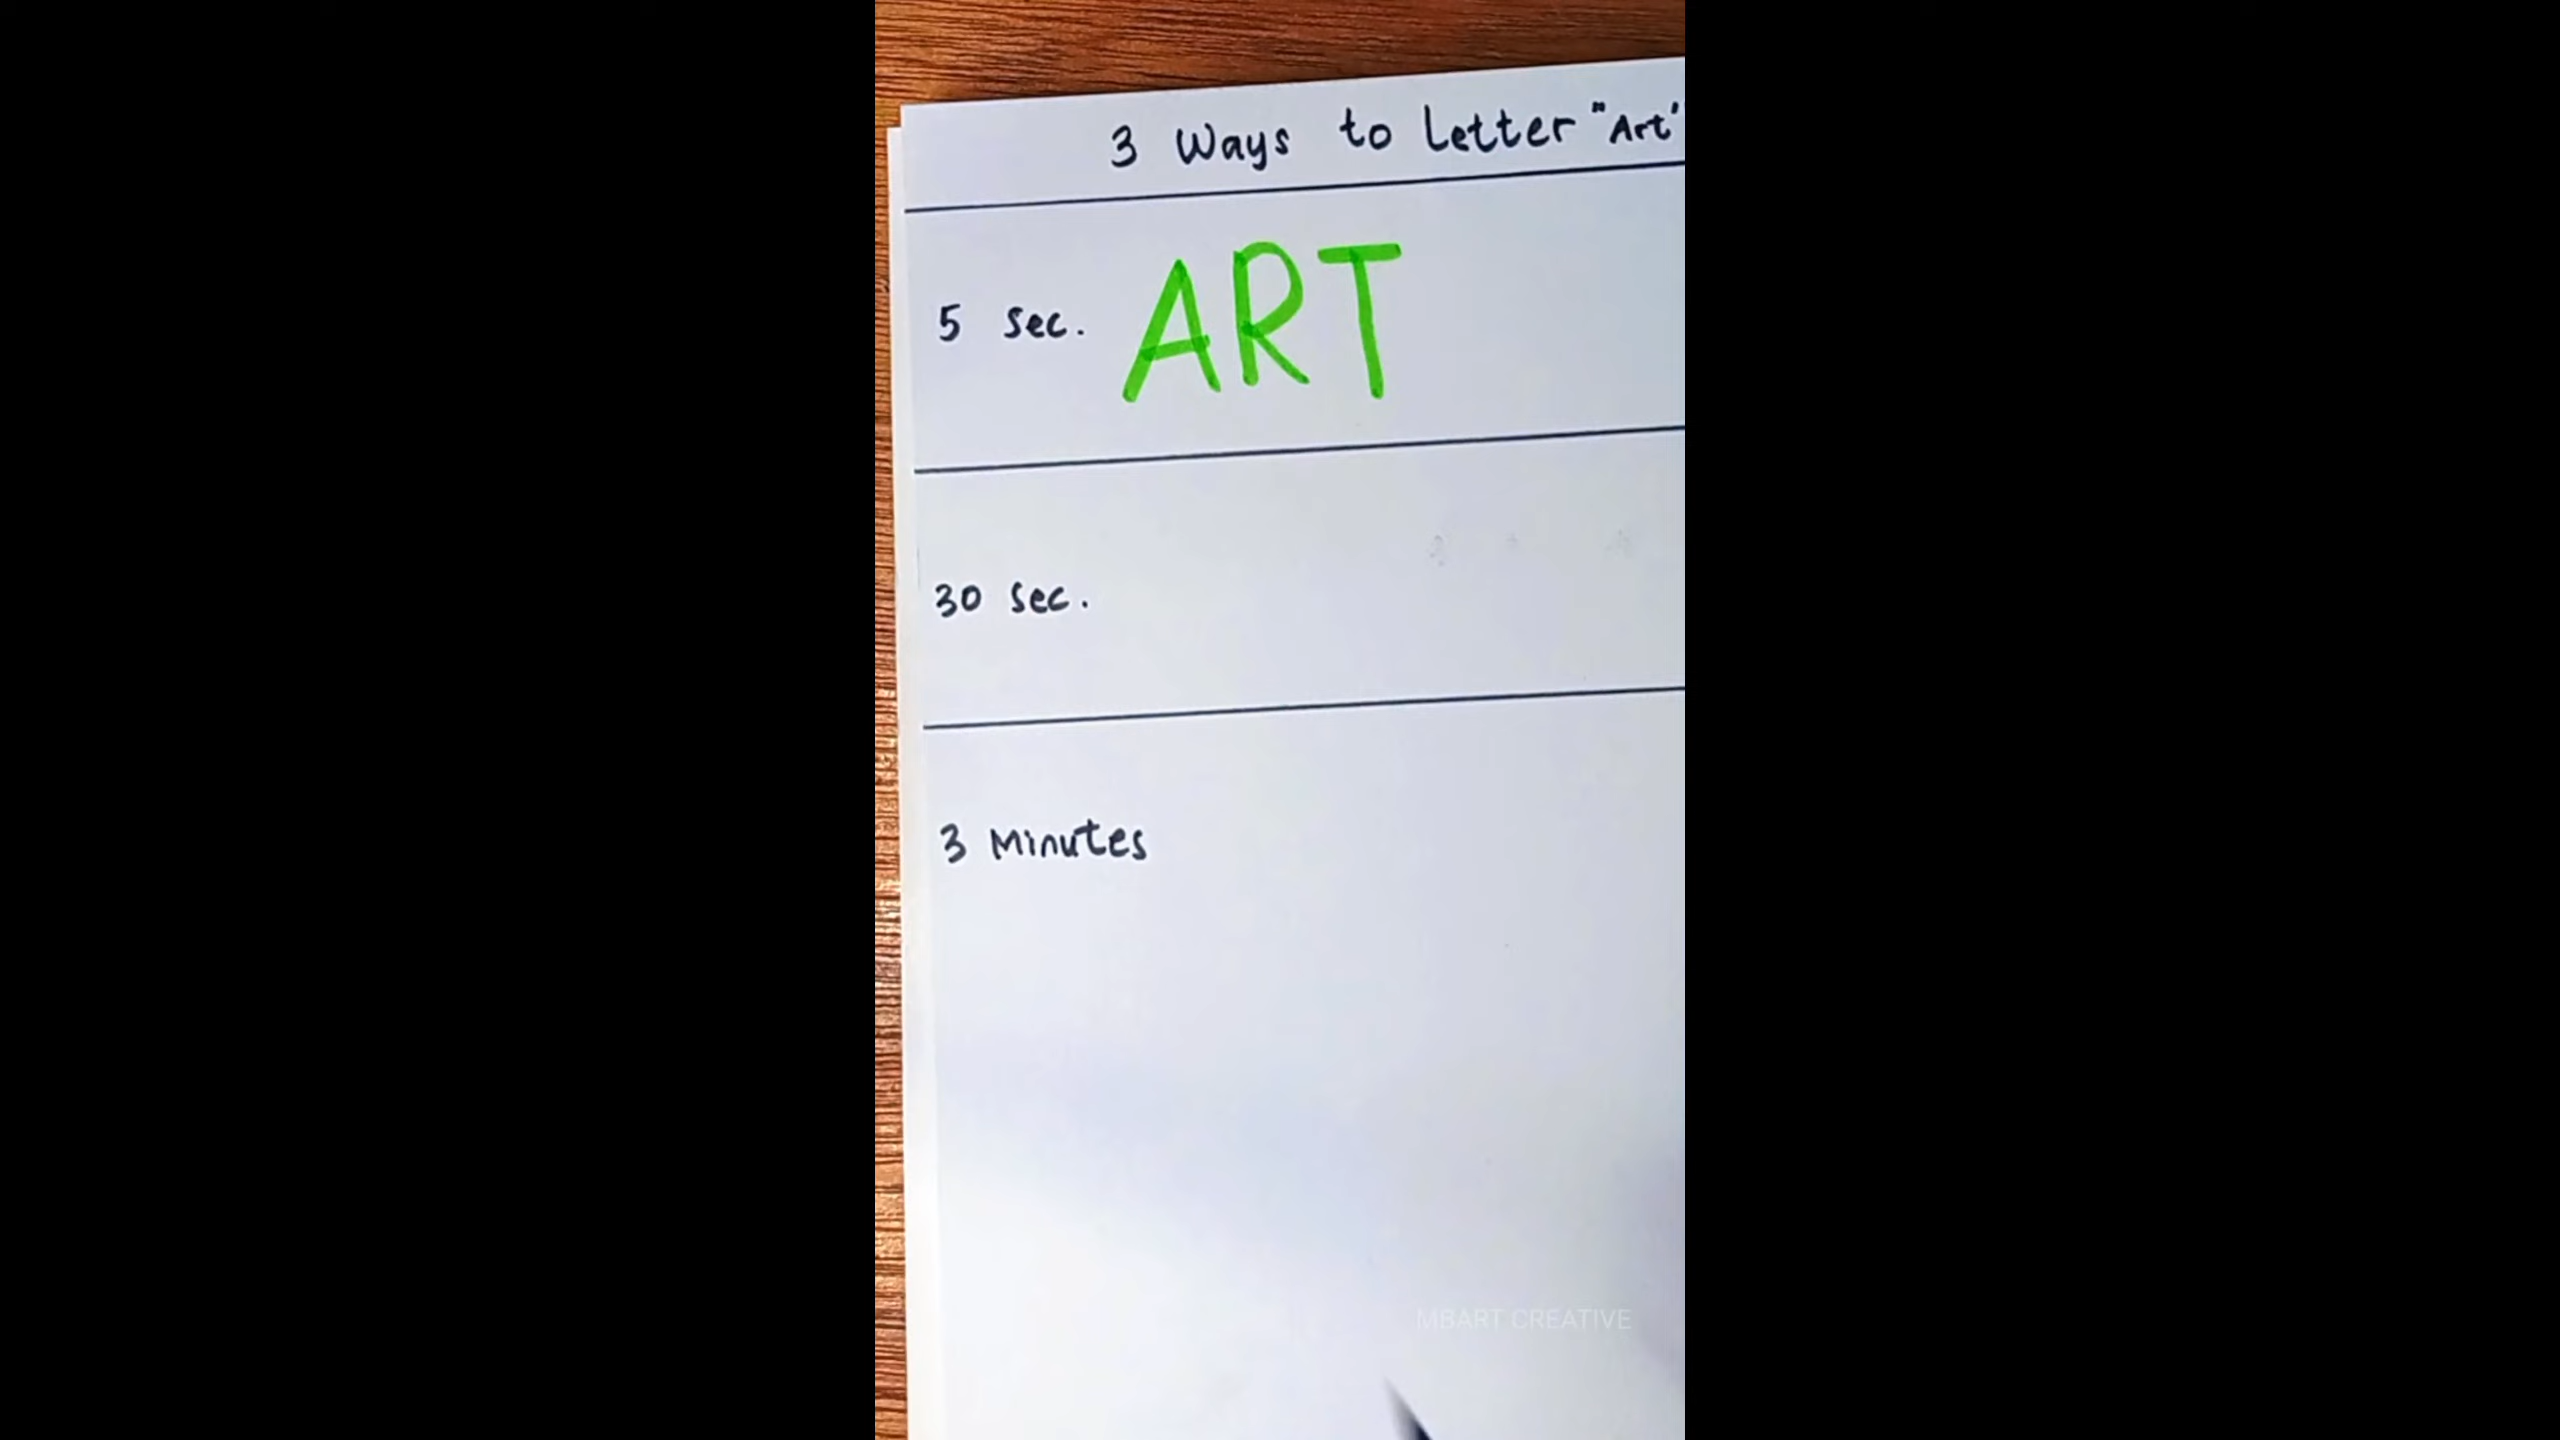 3 Ways to Letter "Art"
5 Sec. ART
30 Sec.
3 Minutes
MBART CREATIVE